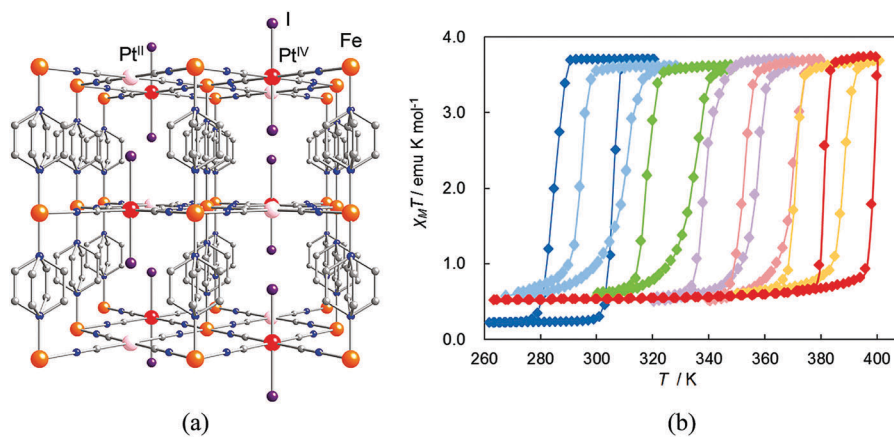 I
Pt^II
Pt^IV
Fe
4.0
3.0
2.0
1.0
0.0
χ_M T / emu K mol^-1
260 280 300 320 340 360 380 400
T / K
(a)
(b)